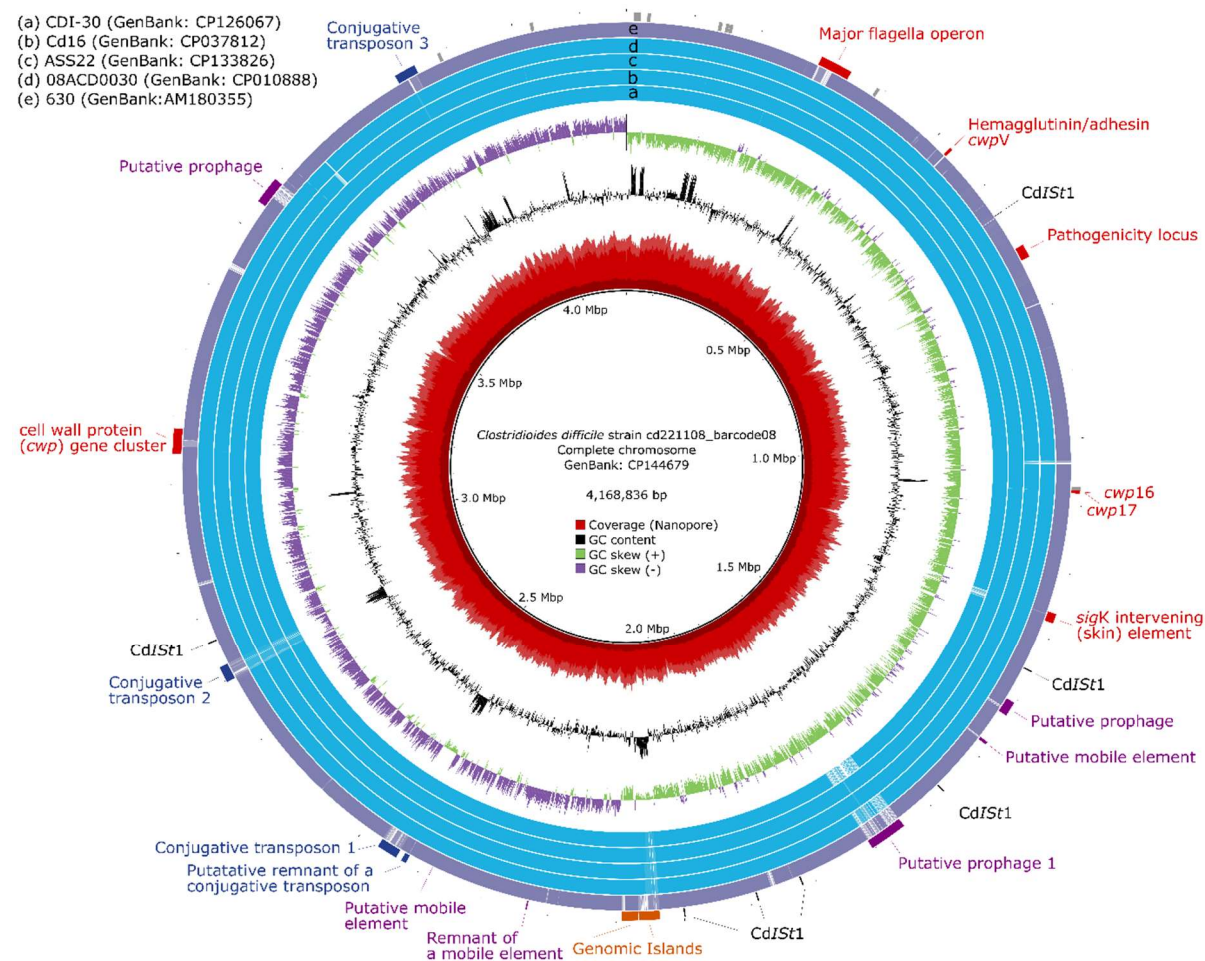 (a) CDI-30 (GenBank: CP126067)
(b) Cd16 (GenBank: CP037812)
(c) ASS22 (GenBank: CP133826)
(d) 08ACD0030 (GenBank: CP010888)
(e) 630 (GenBank:AM180355)
Conjugative
transposon 3
e
d
c
b
a
Major flagella operon
Hemagglutinin/adhesin
cwpV
CdISt1
Pathogenicity locus
Putative prophage
cell wall protein
(cwp) gene cluster
4.0 Mbp
0.5 Mbp
3.5 Mbp
1.0 Mbp
3.0 Mbp
1.5 Mbp
2.5 Mbp
2.0 Mbp
Clostridioides difficile strain cd221108_barcode08
Complete chromosome
GenBank: CP144679
4,168,836 bp
Coverage (Nanopore)
GC content
GC skew (+)
GC skew (-)
cwp16
cwp17
sigK intervening
(skin) element
CdISt1
Putative prophage
Putative mobile element
CdISt1
Putative prophage 1
CdISt1
Genomic Islands
Remnant of
a mobile element
Putative mobile
element
Putatative remnant of a
conjugative transposon
Conjugative transposon 1
Conjugative
transposon 2
CdISt1